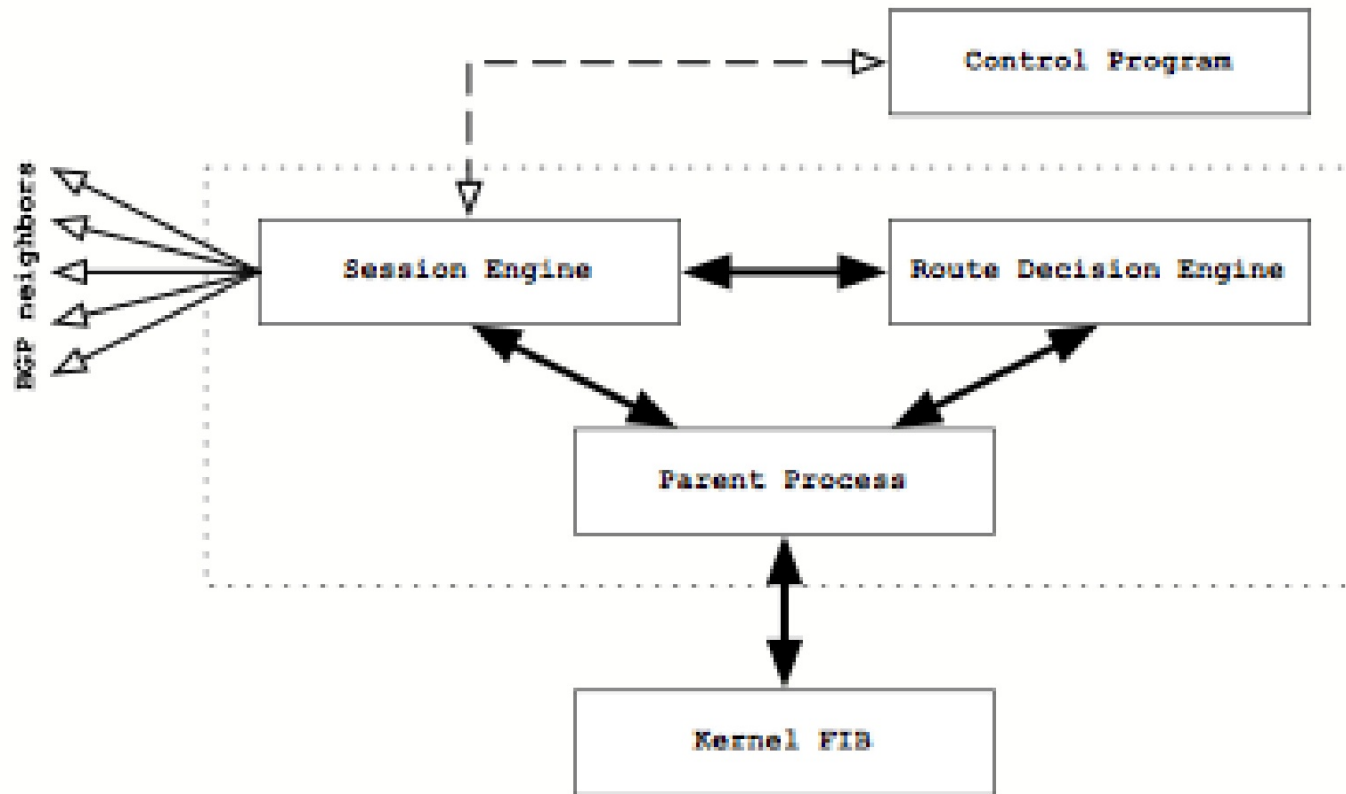 Control Program
BGP neighbors
Session Engine
Route Decision Engine
Parent Process
Kernel FIB